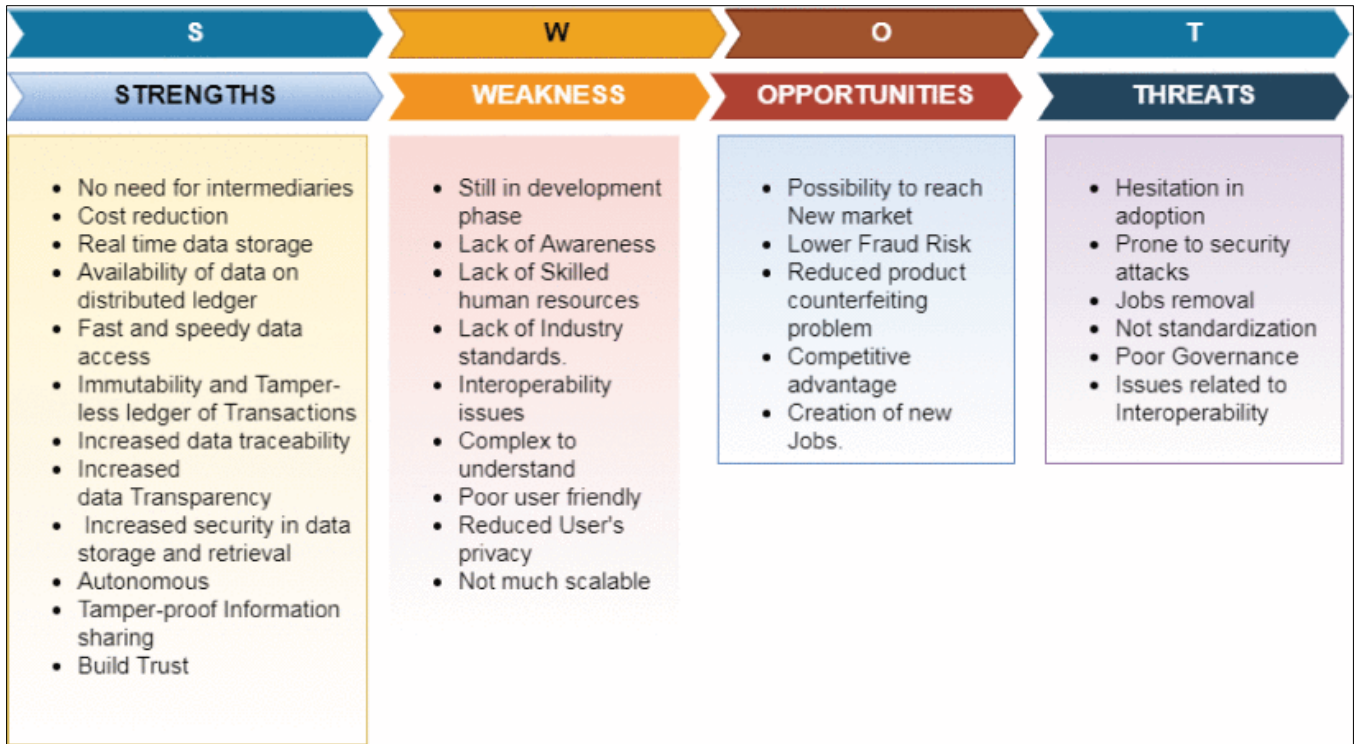 S
W
O
T
STRENGTHS
WEAKNESS
OPPORTUNITIES
THREATS
• No need for intermediaries
• Cost reduction
• Real time data storage
• Availability of data on
distributed ledger
• Fast and speedy data
access
• Immutability and Tamper-
less ledger of Transactions
• Increased data traceability
• Increased
data Transparency
• Increased security in data
storage and retrieval
• Autonomous
• Tamper-proof Information
sharing
• Build Trust
• Still in development
phase
• Lack of Awareness
• Lack of Skilled
human resources
• Lack of Industry
standards.
• Interoperability
issues
• Complex to
understand
• Poor user friendly
• Reduced User's
privacy
• Not much scalable
• Possibility to reach
New market
• Lower Fraud Risk
• Reduced product
counterfeiting
problem
• Competitive
advantage
• Creation of new
Jobs.
• Hesitation in
adoption
• Prone to security
attacks
• Jobs removal
• Not standardization
• Poor Governance
• Issues related to
Interoperability